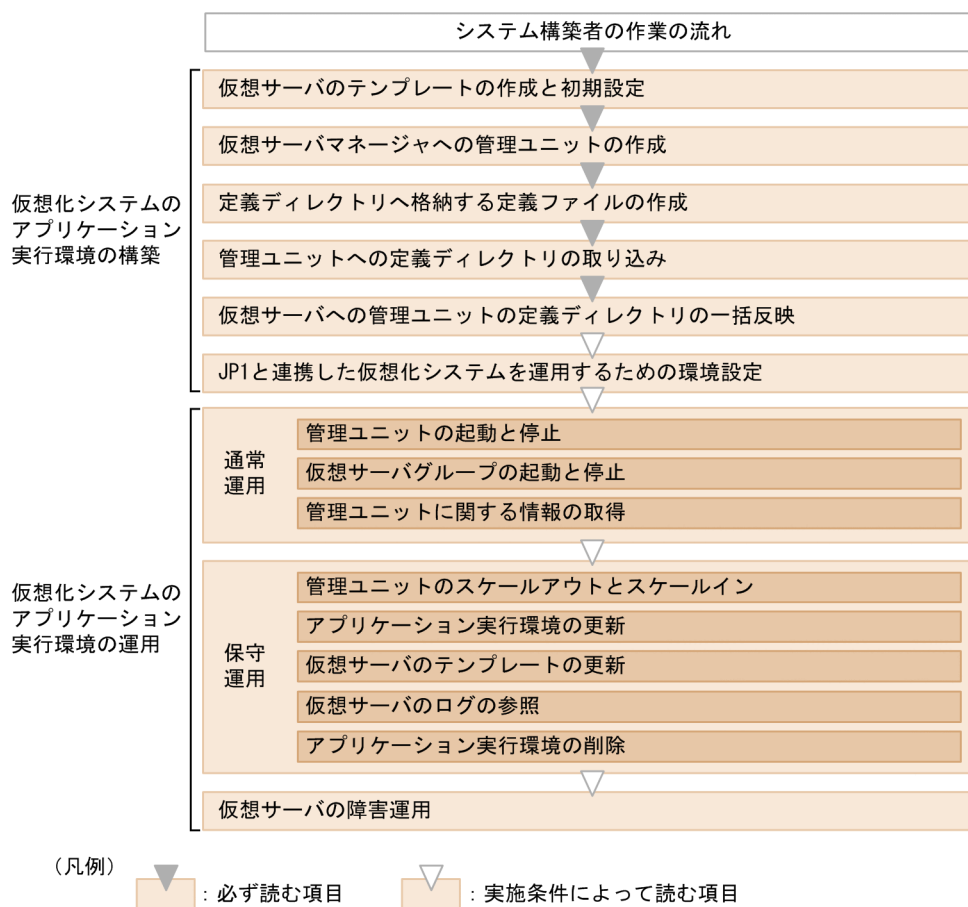 システム構築者の作業の流れ
仮想化システムの
アプリケーション
実行環境の構築
仮想サーバのテンプレートの作成と初期設定
仮想サーバマネージャへの管理ユニットの作成
定義ディレクトリへ格納する定義ファイルの作成
管理ユニットへの定義ディレクトリの取り込み
仮想サーバへの管理ユニットの定義ディレクトリの一括反映
JP1と連携した仮想化システムを運用するための環境設定
仮想化システムの
アプリケーション
実行環境の運用
通常
運用
管理ユニットの起動と停止
仮想サーバグループの起動と停止
管理ユニットに関する情報の取得
保守
運用
管理ユニットのスケールアウトとスケールイン
アプリケーション実行環境の更新
仮想サーバのテンプレートの更新
仮想サーバのログの参照
アプリケーション実行環境の削除
仮想サーバの障害運用
（凡例）
：必ず読む項目
：実施条件によって読む項目